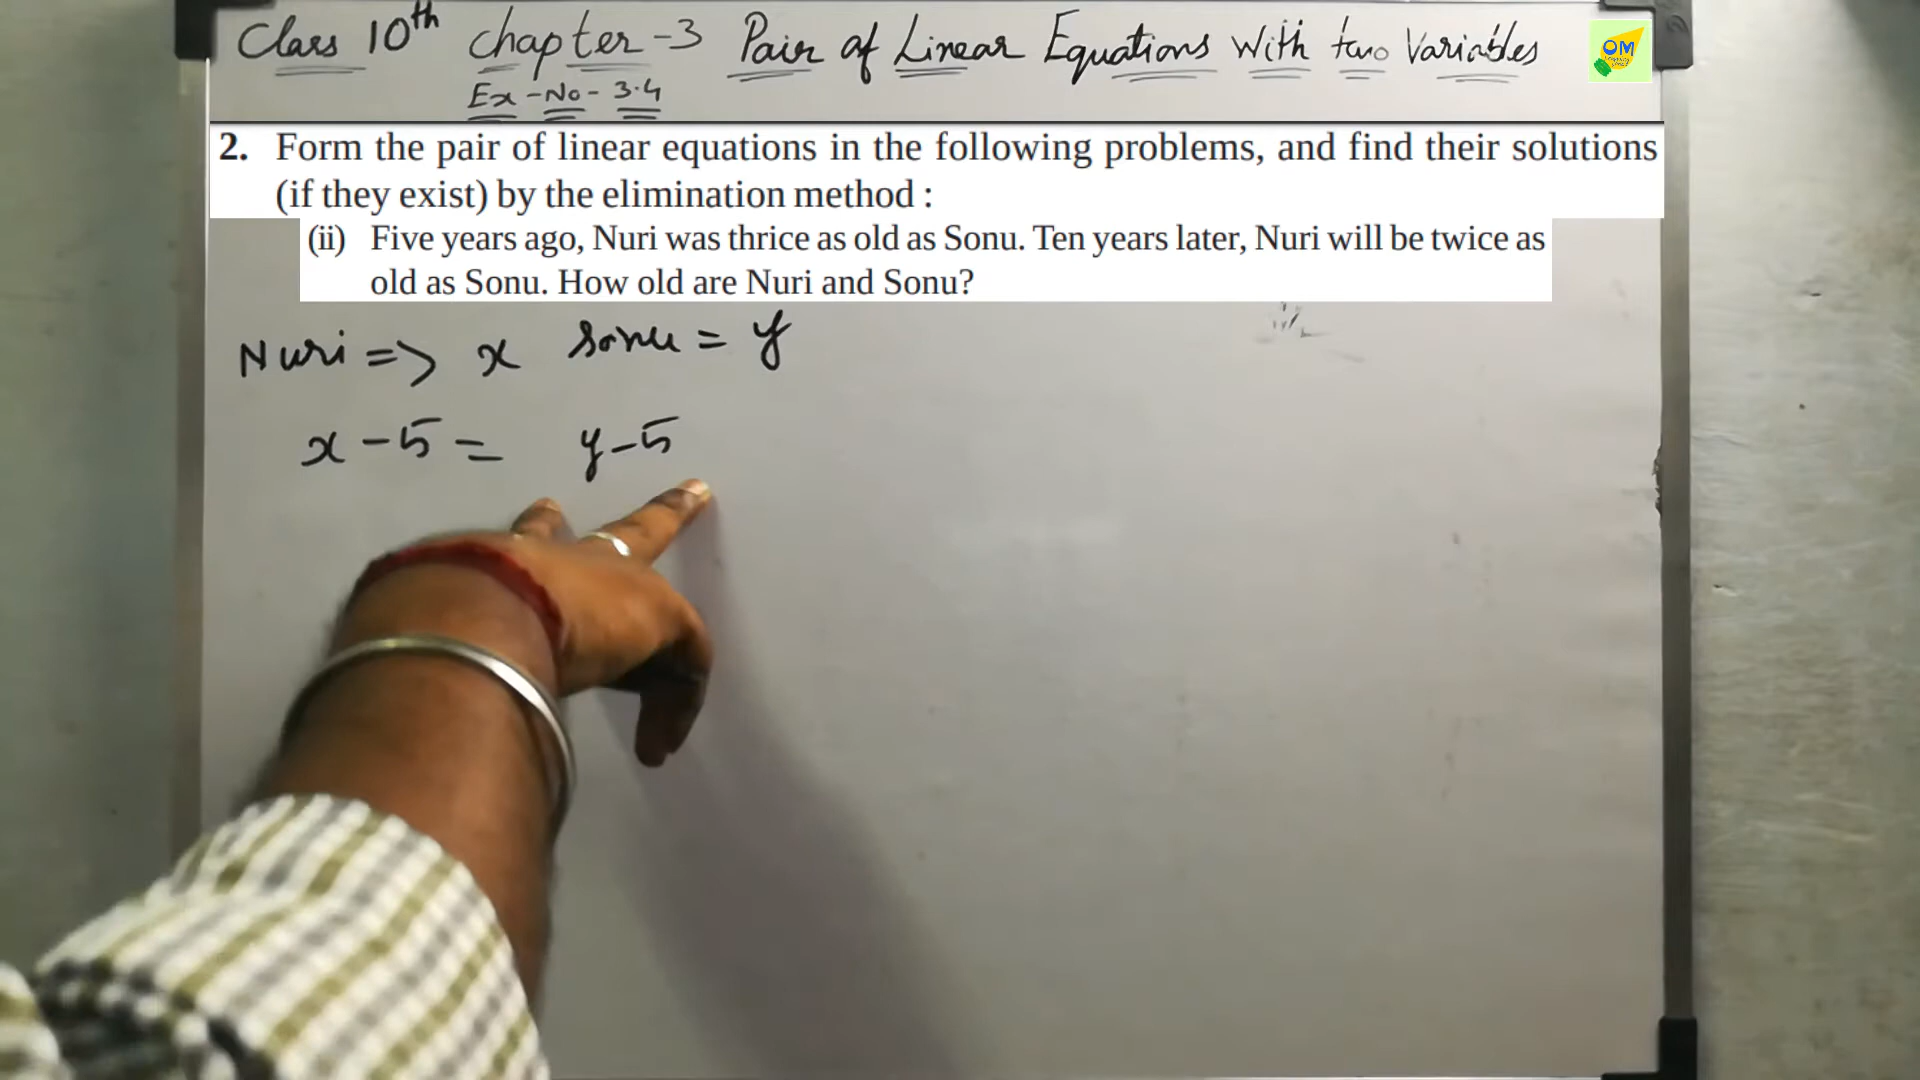 Class 10th chapter-3 Pair of Linear Equations with two Variables
OM
Ex-No-3.4
2. Form the pair of linear equations in the following problems, and find their solutions
(if they exist) by the elimination method :
(ii) Five years ago, Nuri was thrice as old as Sonu. Ten years later, Nuri will be twice as
old as Sonu. How old are Nuri and Sonu?
Nuri => x sonu = y
x-5 = y-5